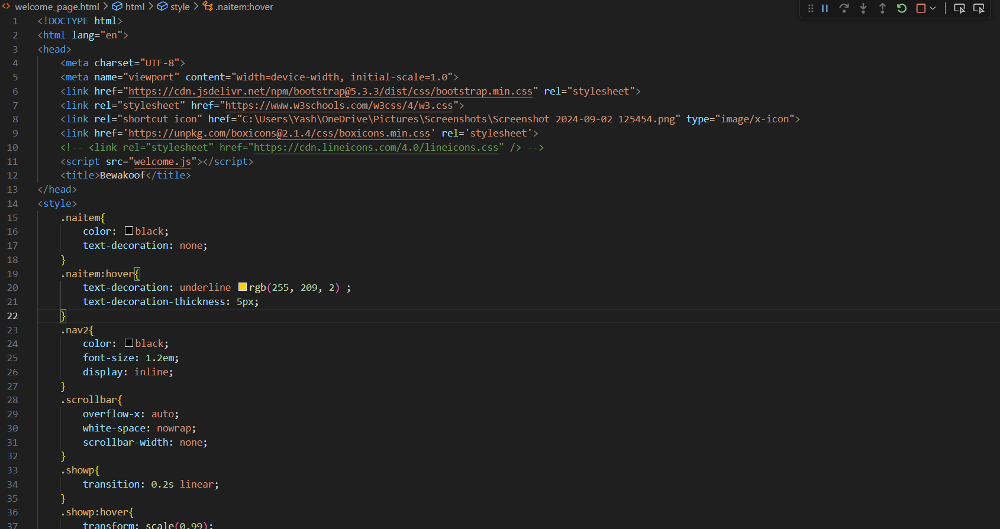 welcome_page.html > html > style > .naitem:hover
1 <!DOCTYPE html>
2 <html lang="en">
3 <head>
4 <meta charset="UTF-8">
5 <meta name="viewport" content="width=device-width, initial-scale=1.0">
6 <link href="https://cdn.jsdelivr.net/npm/bootstrap@5.3.3/dist/css/bootstrap.min.css" rel="stylesheet">
7 <link rel="stylesheet" href="https://www.w3schools.com/w3css/4/w3.css">
8 <link rel="shortcut icon" href="C:\Users\Yash\OneDrive\Pictures\Screenshots\Screenshot 2024-09-02 125454.png" type="image/x-icon">
9 <link href='https://unpkg.com/boxicons@2.1.4/css/boxicons.min.css' rel='stylesheet'>
10 <!-- <link rel="stylesheet" href="https://cdn.lineicons.com/4.0/lineicons.css" /> -->
11 <script src="welcome.js"></script>
12 <title>Bewakoof</title>
13 </head>
14 <style>
15 .naitem{
16 color: black;
17 text-decoration: none;
18 }
19 .naitem:hover{
20 text-decoration: underline rgb(255, 209, 2) ;
21 text-decoration-thickness: 5px;
22 }
23 .nav2{
24 color: black;
25 font-size: 1.2em;
26 display: inline;
27 }
28 .scrollbar{
29 overflow-x: auto;
30 white-space: nowrap;
31 scrollbar-width: none;
32 }
33 .showp{
34 transition: 0.2s linear;
35 }
36 .showp:hover{
37 transform: scale(0.99);